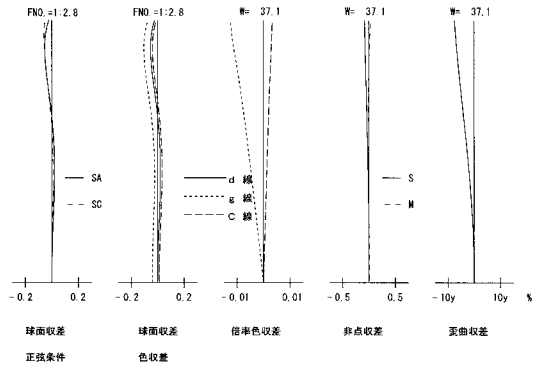 FNO.=1:2.8 FNO.=1:2.8 W= 37.1 W= 37.1 W= 37.1
SA
SC
d 線
g 線
C 線
S
M
-0.2 0.2 -0.2 0.2 -0.01 0.01 -0.5 0.5 -10y 10y %
球面収差 球面収差 倍率色収差 非点収差 歪曲収差
正弦条件 色収差